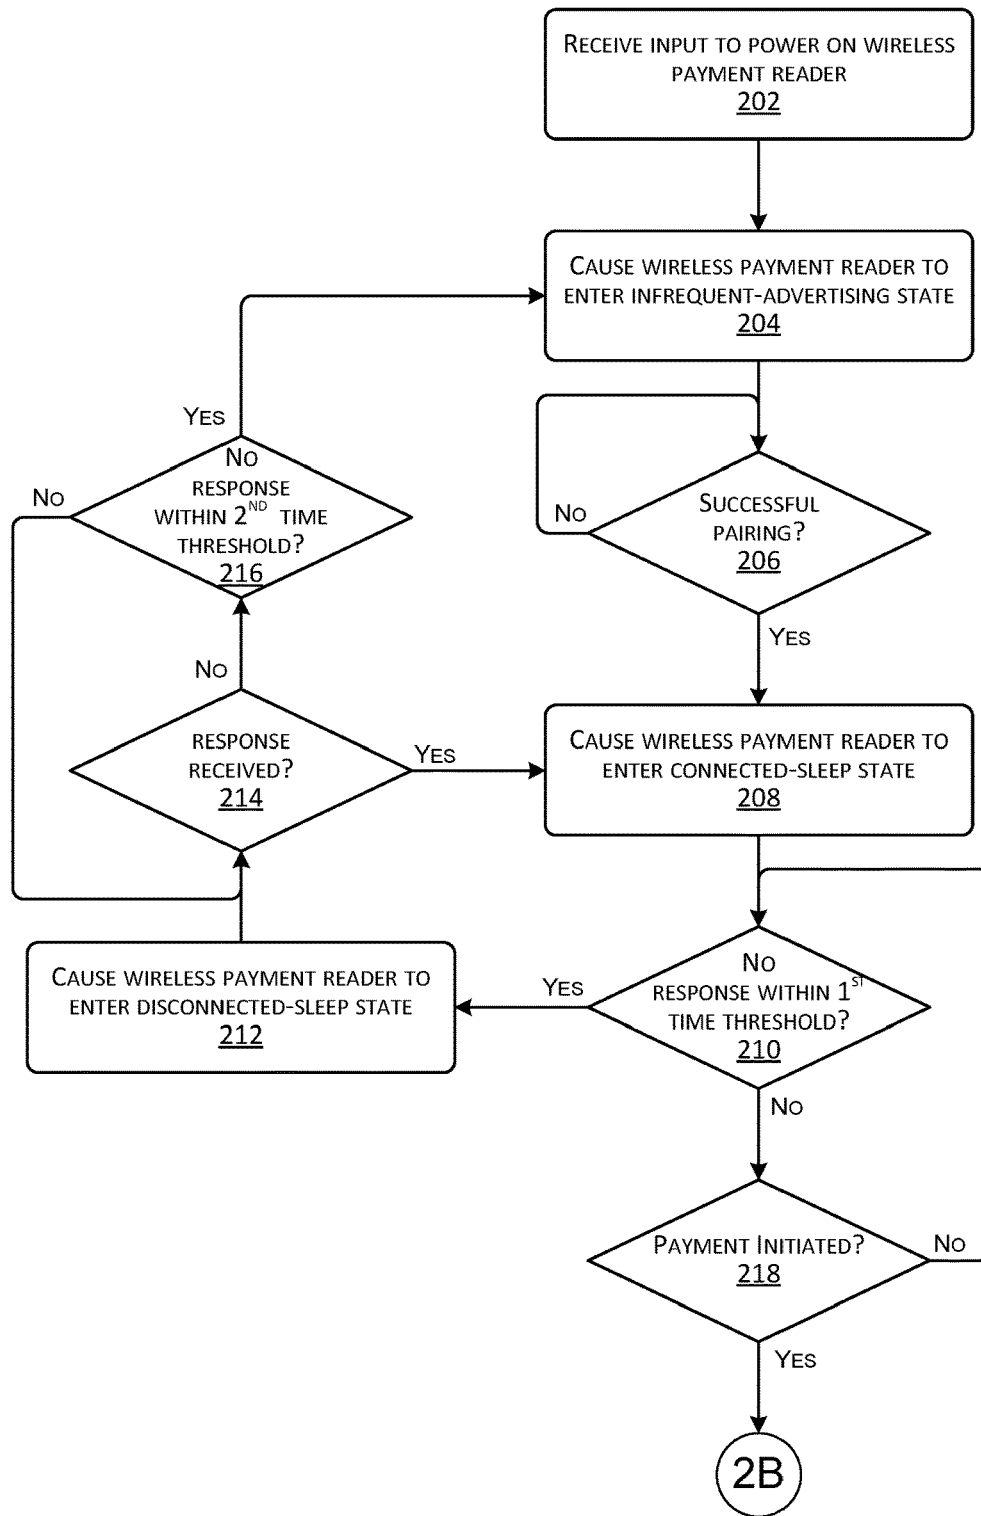 RECEIVE INPUT TO POWER ON WIRELESS
PAYMENT READER
202
CAUSE WIRELESS PAYMENT READER TO
ENTER INFREQUENT-ADVERTISING STATE
204
YES
NO
RESPONSE
WITHIN 2ND TIME
THRESHOLD?
216
NO
SUCCESSFUL
PAIRING?
206
NO
YES
NO
RESPONSE
RECEIVED?
214
YES
CAUSE WIRELESS PAYMENT READER TO
ENTER CONNECTED-SLEEP STATE
208
CAUSE WIRELESS PAYMENT READER TO
ENTER DISCONNECTED-SLEEP STATE
212
YES
NO
RESPONSE WITHIN 1ST
TIME THRESHOLD?
210
NO
PAYMENT INITIATED?
218
NO
YES
2B